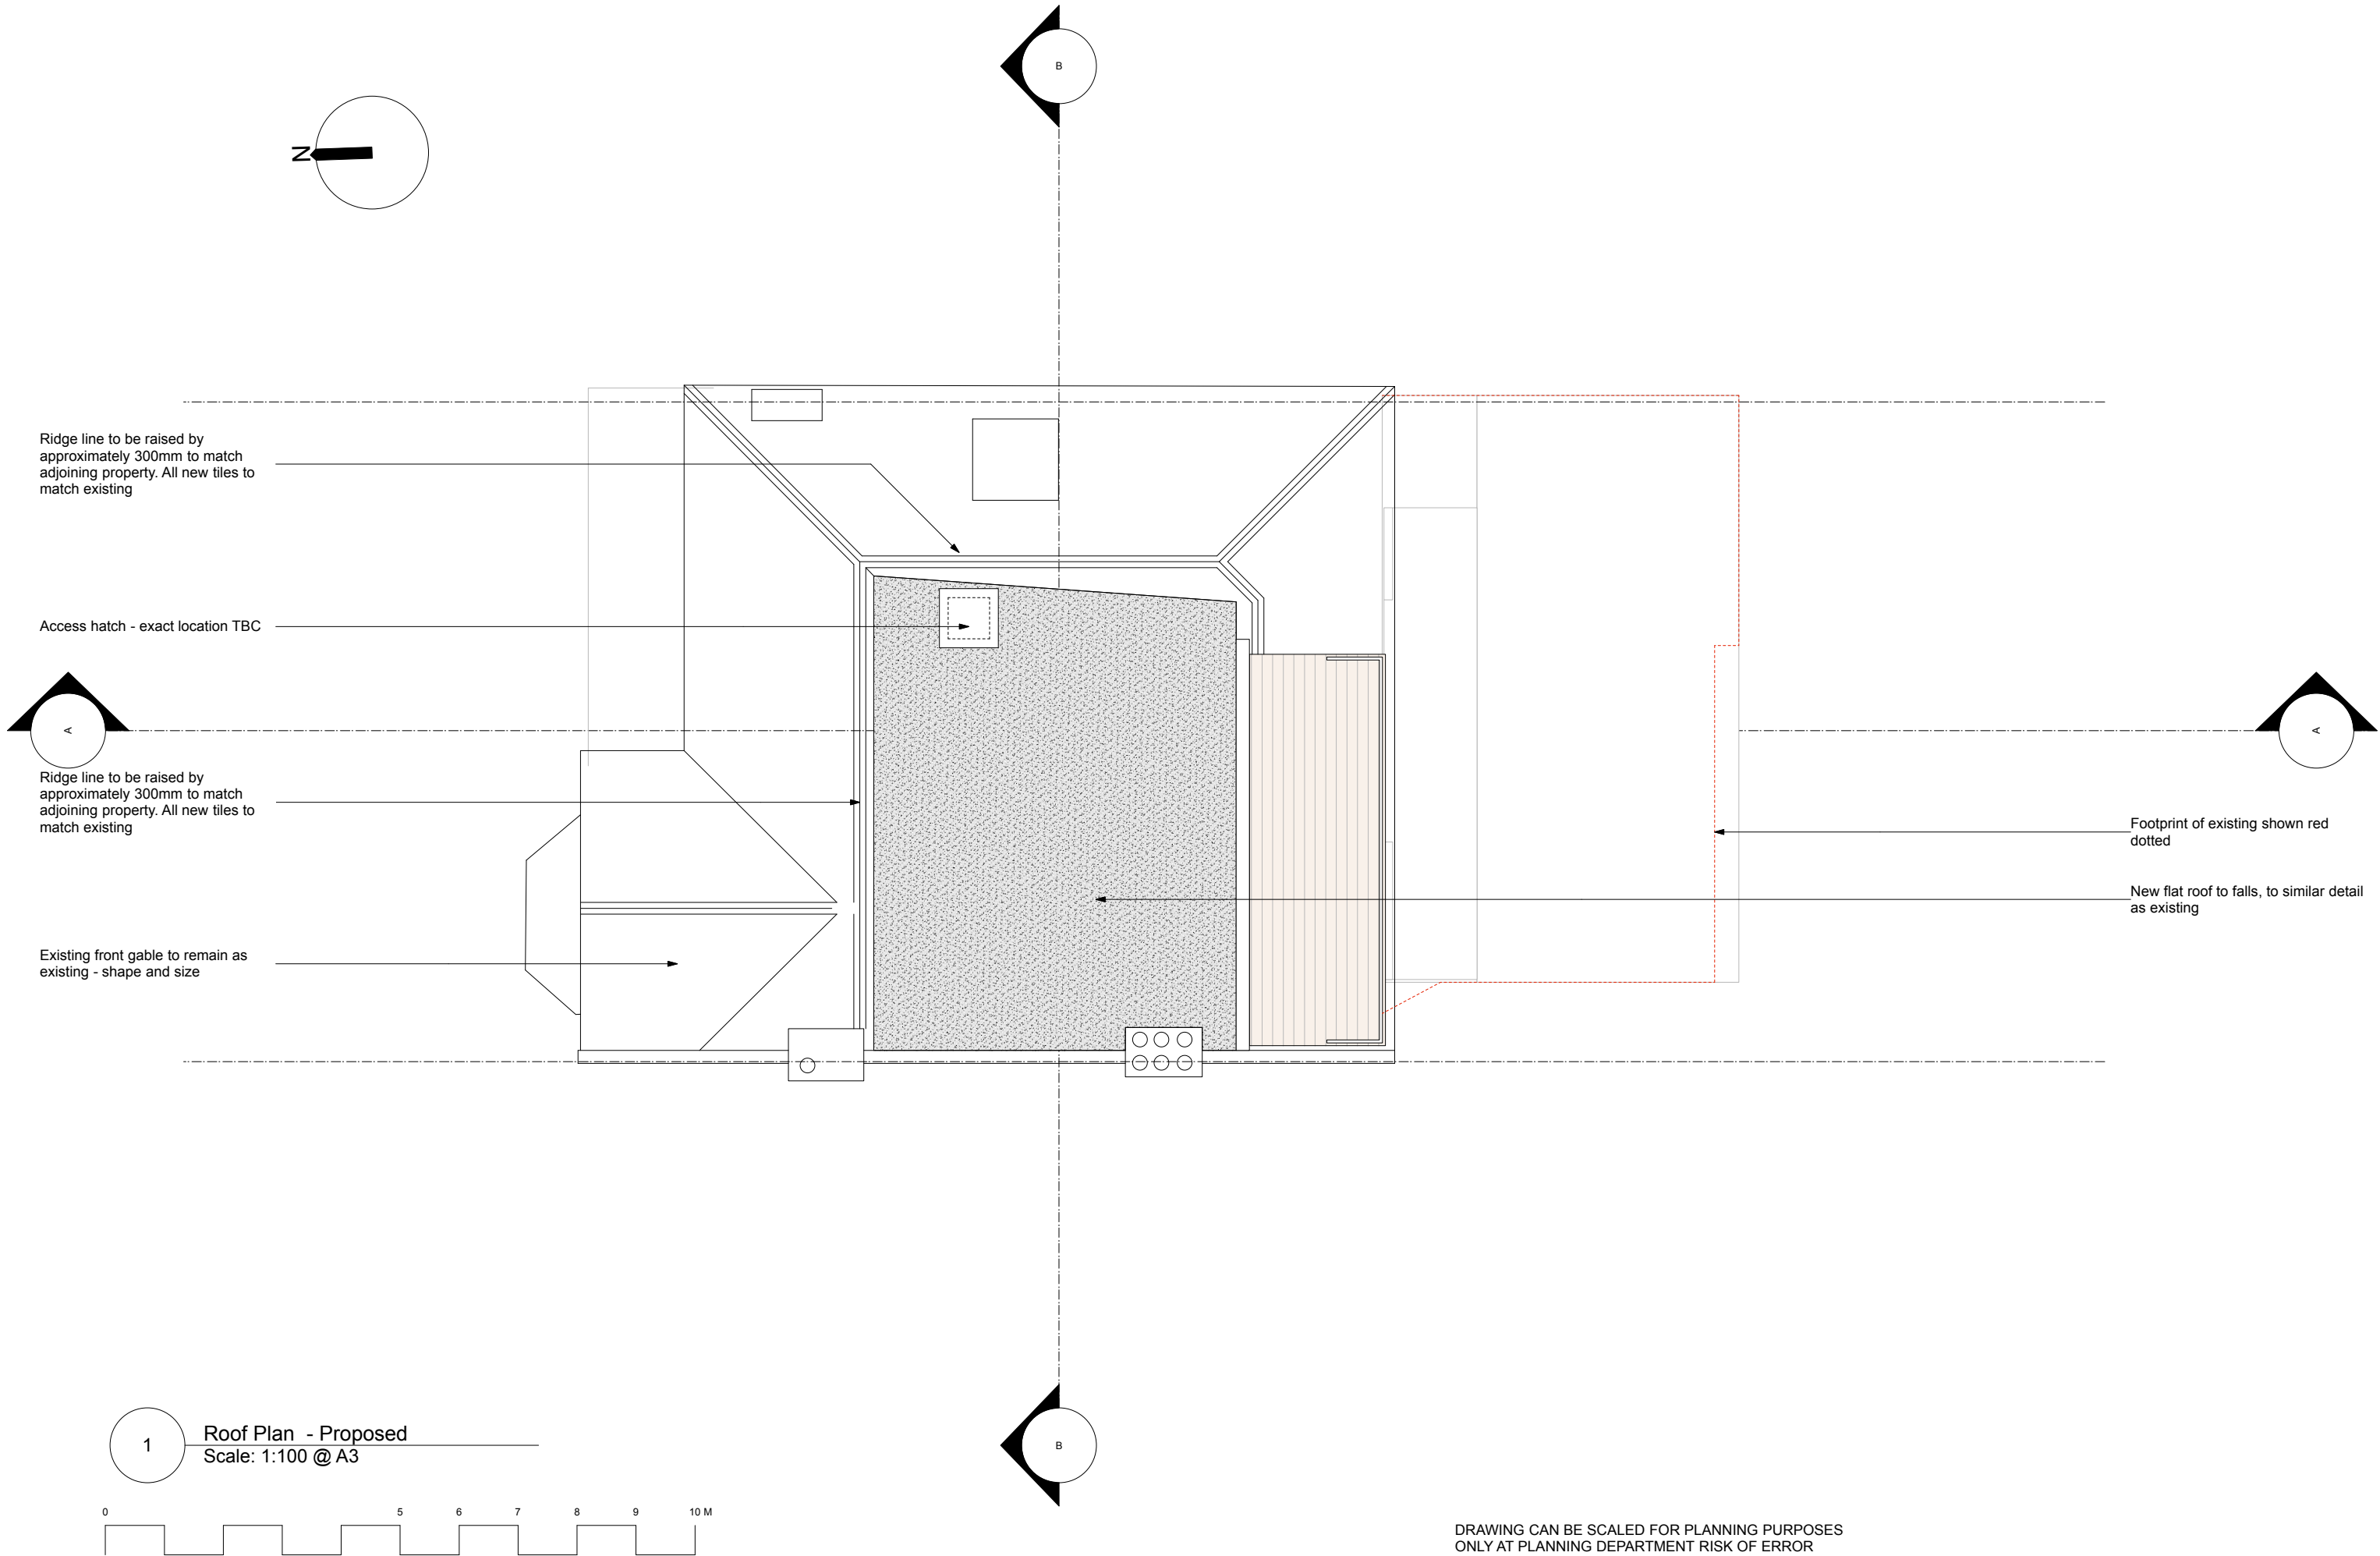 B
N
Ridge line to be raised by
approximately 300mm to match
adjoining property. All new tiles to
match existing
Access hatch - exact location TBC
A
A
Ridge line to be raised by
approximately 300mm to match
adjoining property. All new tiles to
match existing
Footprint of existing shown red
dotted
New flat roof to falls, to similar detail
as existing
Existing front gable to remain as
existing - shape and size
1
Roof Plan - Proposed
Scale: 1:100 @ A3
B
0 5 6 7 8 9 10 M
DRAWING CAN BE SCALED FOR PLANNING PURPOSES
ONLY AT PLANNING DEPARTMENT RISK OF ERROR